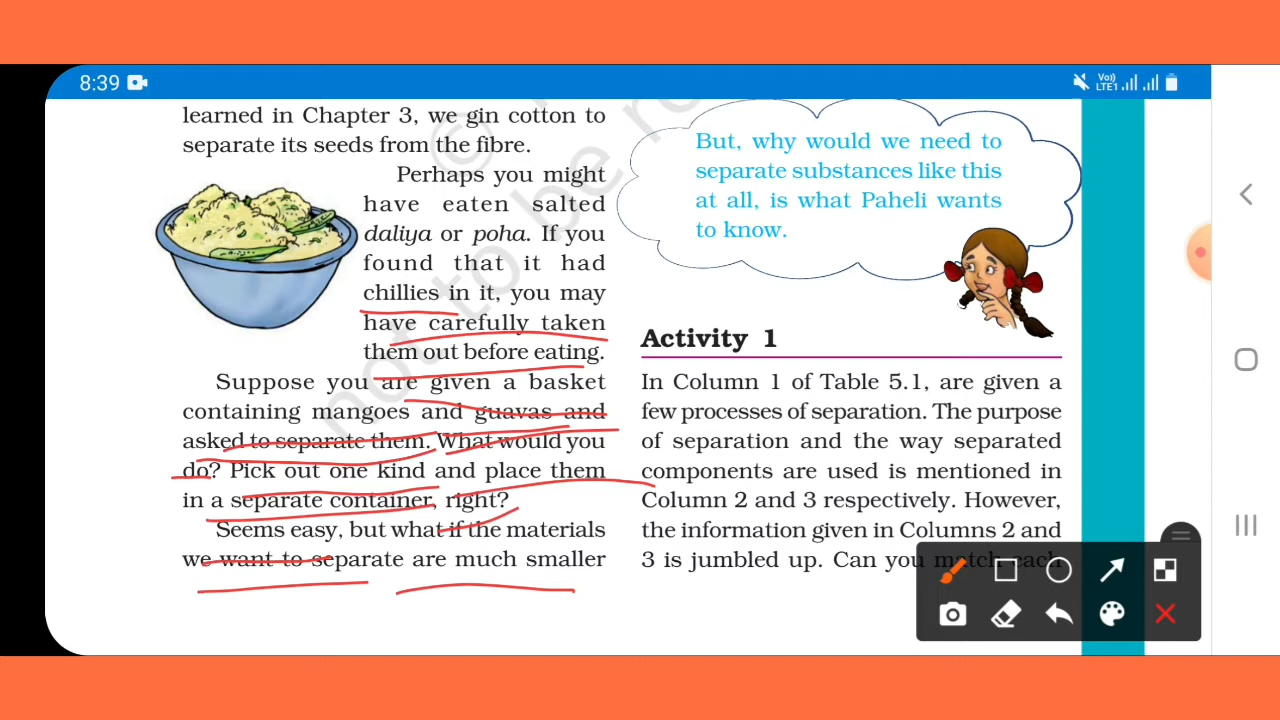 8:39
Vo))
LTE1
learned in Chapter 3, we gin cotton to
separate its seeds from the fibre.
Perhaps you might
have eaten salted
daliya or poha. If you
found that it had
chillies in it, you may
have carefully taken
them out before eating.
Suppose you are given a basket
containing mangoes and guavas and
asked to separate them. What would you
do? Pick out one kind and place them
in a separate container, right?
Seems easy, but what if the materials
we want to separate are much smaller
But, why would we need to
separate substances like this
at all, is what Paheli wants
to know.
Activity 1
In Column 1 of Table 5.1, are given a
few processes of separation. The purpose
of separation and the way separated
components are used is mentioned in
Column 2 and 3 respectively. However,
the information given in Columns 2 and
3 is jumbled up. Can you match each
©
not to be re